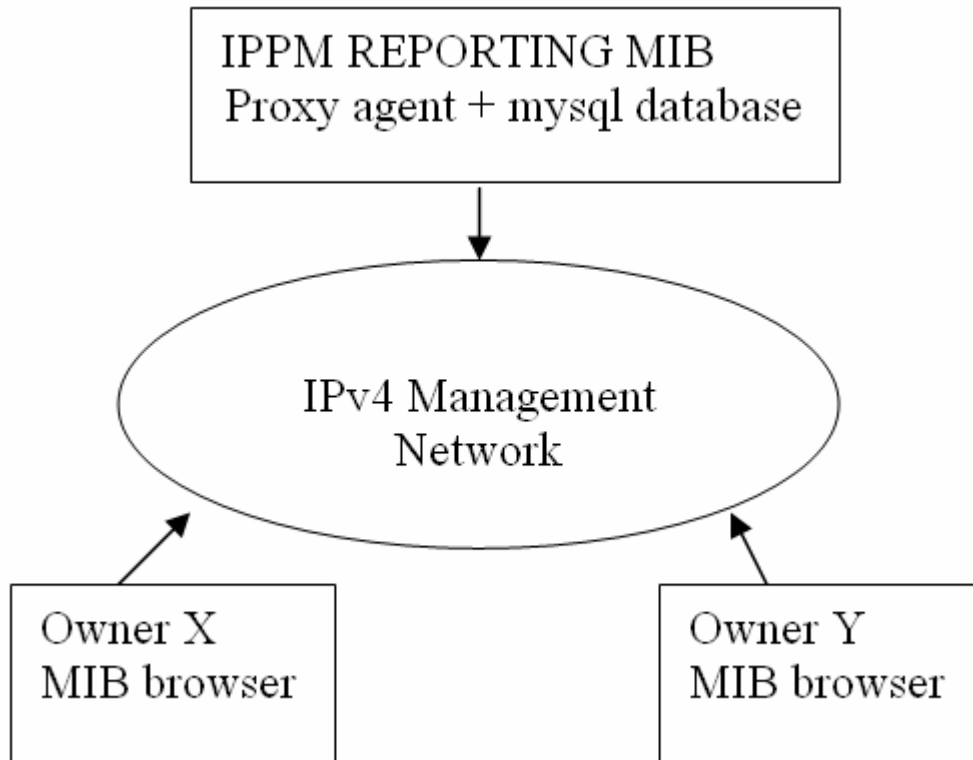 IPPM REPORTING MIB
Proxy agent + mysql database
IPv4 Management
Network
Owner X
MIB browser
Owner Y
MIB browser